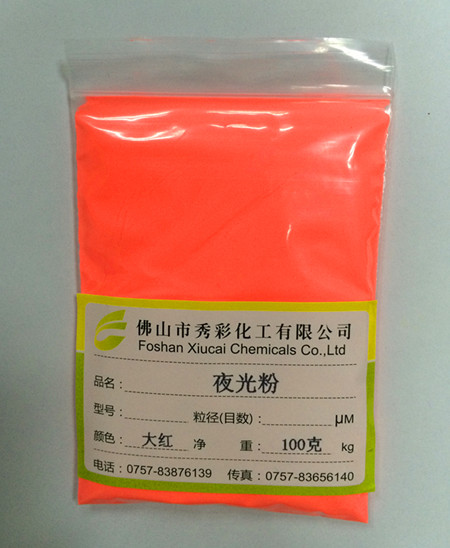 佛山市秀彩化工有限公司
Foshan Xiucai Chemicals Co.,Ltd
品名: 夜光粉
型号: 粒径(目数): μM
颜色: 大红 净 重: 100克 kg
电话:0757-83876139 传真:0757-83656140